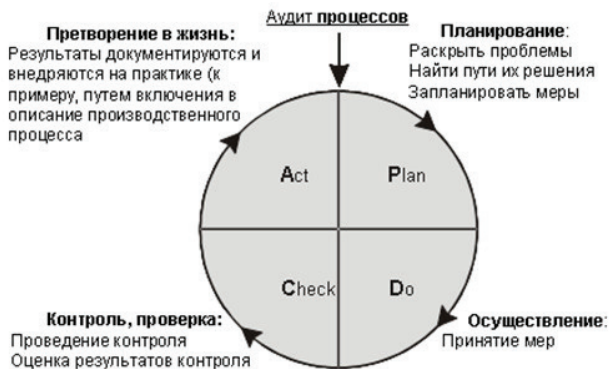 Аудит процессов
Претворение в жизнь:
Результаты документируются и
внедряются на практике (к
примеру, путем включения в
описание производственного
процесса
Планирование:
Раскрыть проблемы
Найти пути их решения
Запланировать меры
Act
Plan
Check
Do
Контроль, проверка:
Проведение контроля
Оценка результатов контроля
Осуществление:
Принятие мер